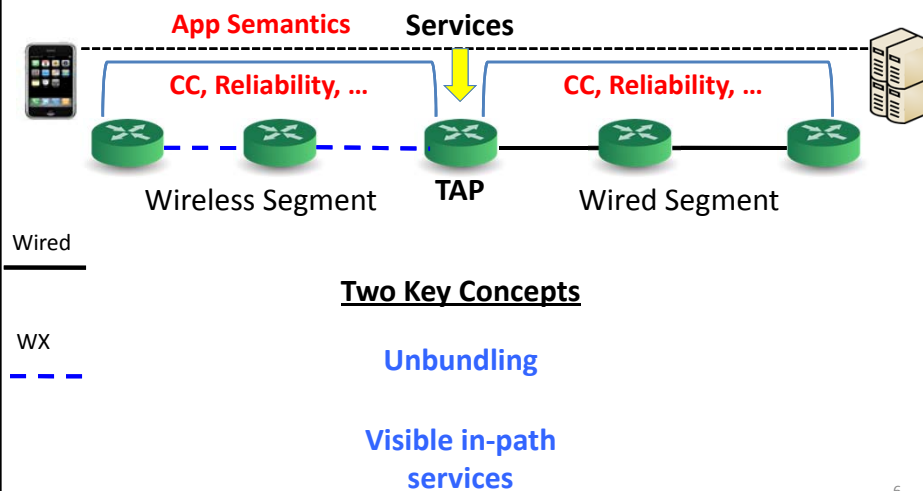 App Semantics Services
CC, Reliability, … CC, Reliability, …
Wireless Segment TAP Wired Segment
Wired
Two Key Concepts
WX
Unbundling
Visible in-path
services
6